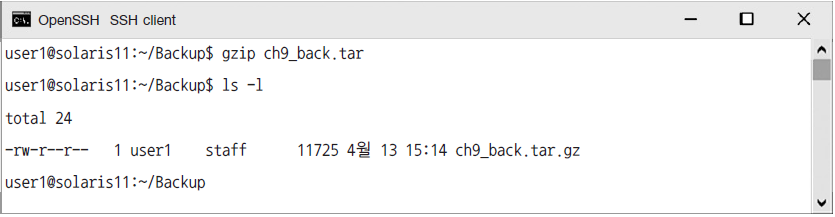 OpenSSH SSH client
user1@solaris11:~/Backup$ gzip ch9_back.tar
user1@solaris11:~/Backup$ ls -l
total 24
-rw-r--r-- 1 user1 staff 11725 4월 13 15:14 ch9_back.tar.gz
user1@solaris11:~/Backup